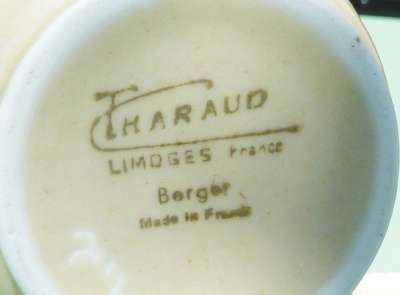 THARAUD
LIMOGES France
Berger
Made in France